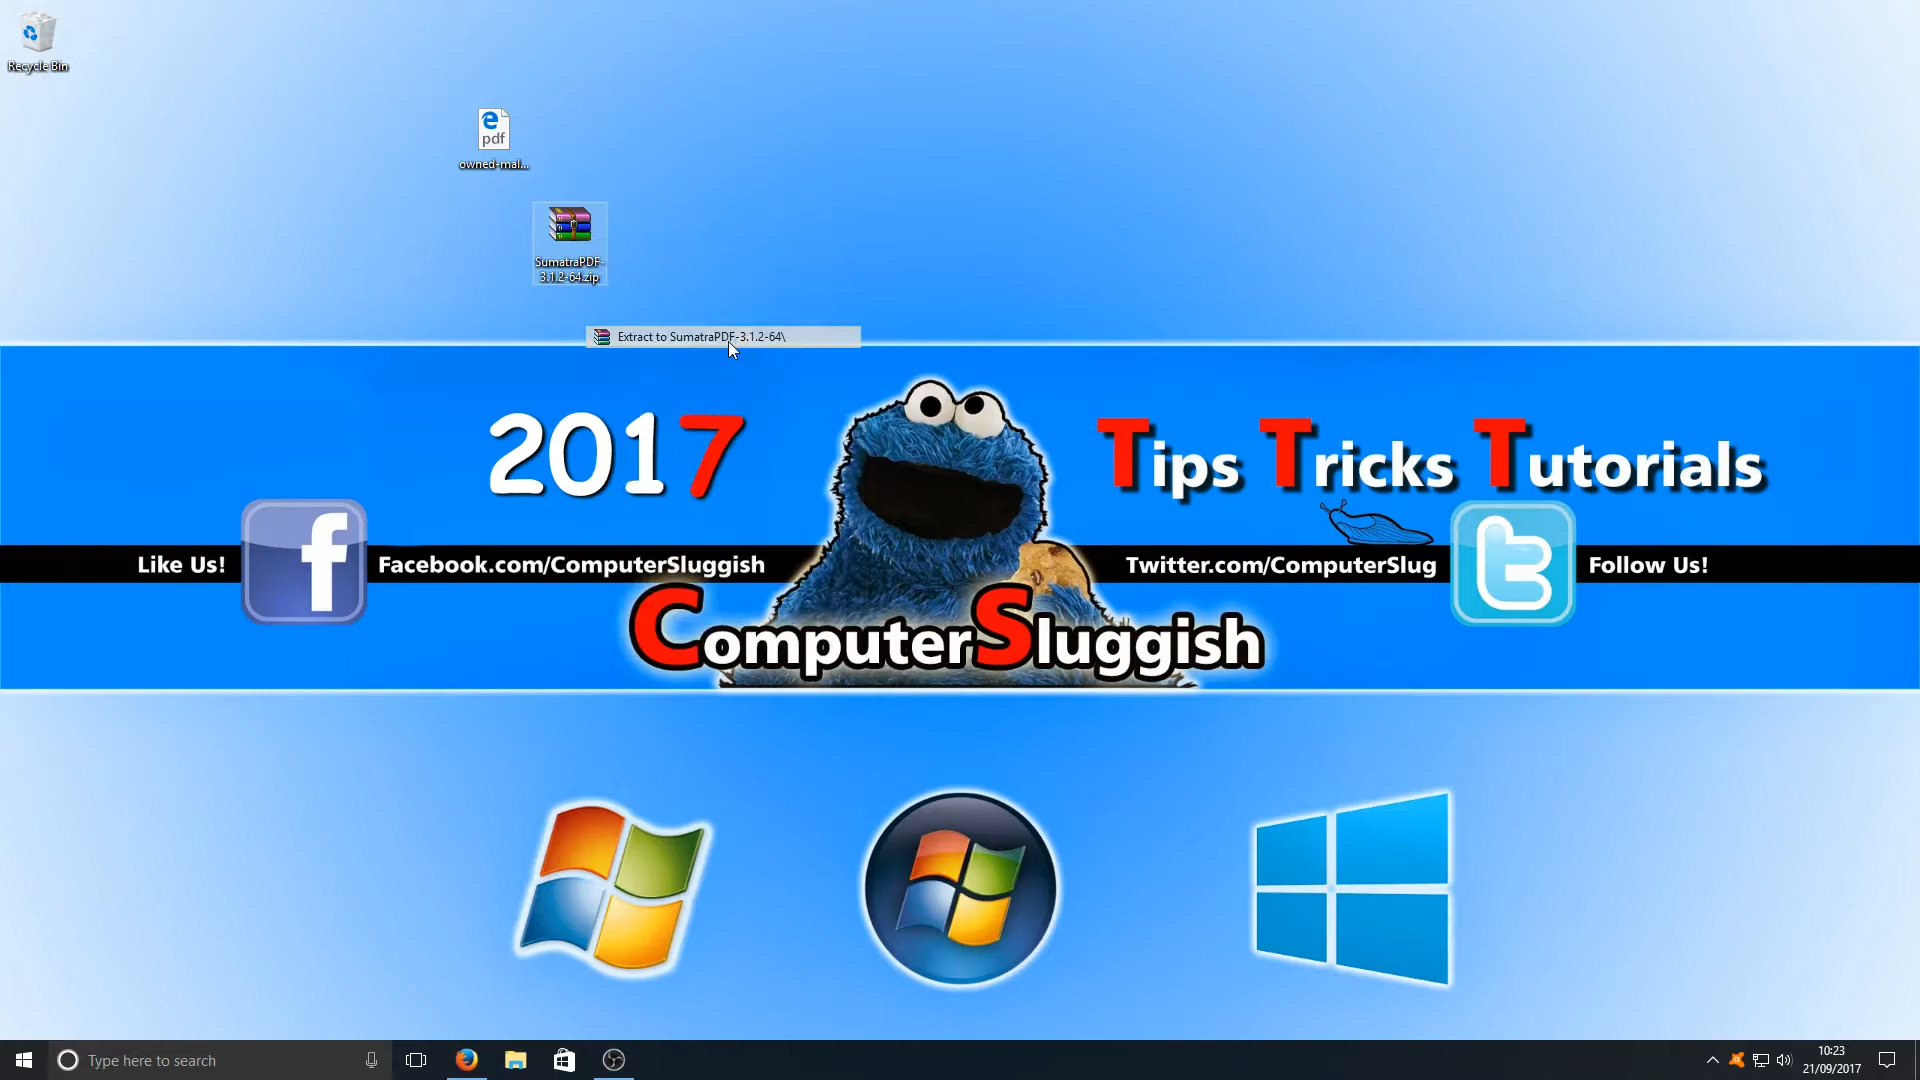 Recycle Bin
pdf
owned-mal...
SumatraPDF-
3.1.2-64.zip
Extract to SumatraPDF-3.1.2-64\
2017
Tips Tricks Tutorials
Like Us!
f
Facebook.com/ComputerSluggish
Twitter.com/ComputerSlug
t
Follow Us!
ComputerSluggish
Type here to search
10:23
21/09/2017